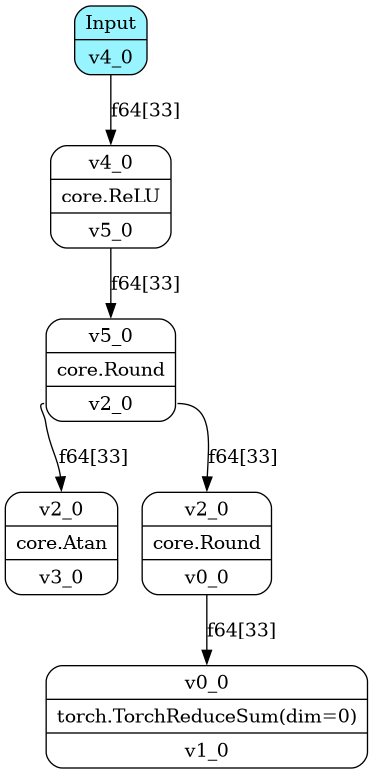 Input
v4_0
f64[33]
v4_0
core.ReLU
v5_0
f64[33]
v5_0
core.Round
v2_0
f64[33]
f64[33]
v2_0
core.Atan
v3_0
v2_0
core.Round
v0_0
f64[33]
v0_0
torch.TorchReduceSum(dim=0)
v1_0